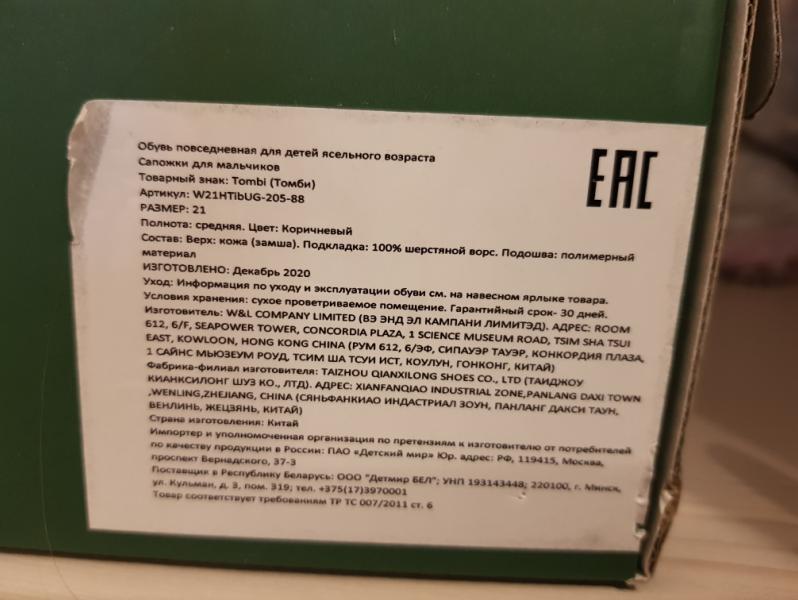 Обувь повседневная для детей ясельного возраста
EAC
Сапожки для мальчиков
Товарный знак: Tombi (Томби)
Артикул: W21HTibUG-205-88
РАЗМЕР: 21
Полнота: средняя. Цвет: Коричневый
Состав: Верх: кожа (замша). Подкладка: 100% шерстяной ворс. Подошва: полимерный
материал
ИЗГОТОВЛЕНО: Декабрь 2020
Уход: Информация по уходу и эксплуатации обуви см. на навесном ярлыке товара.
Условия хранения: сухое проветриваемое помещение. Гарантийный срок- 30 дней.
Изготовитель: W&L COMPANY LIMITED (ВЭ ЭНД ЭЛ КАМПАНИ ЛИМИТЭД). АДРЕС: ROOM
612, 6/F, SEAPOWER TOWER, CONCORDIA PLAZA, 1 SCIENCE MUSEUM ROAD, TSIM SHA TSUI
EAST, KOWLOON, HONG KONG CHINA (РУМ 612, 6/ЭФ, СИПАУЭР ТАУЭР, КОНКОРДИЯ ПЛАЗА,
1 САЙНС МЬЮЗЕУМ РОУД, ТСИМ ША ТСУИ ИСТ, КОУЛУН, ГОНКОНГ, КИТАЙ)
Фабрика-филиал изготовителя: TAIZHOU QIANXILONG SHOES CO., LTD (ТАИДЖОУ
КИАНКСИЛОНГ ШУЗ КО., ЛТД). АДРЕС: XIANFANQIAO INDUSTRIAL ZONE,PANLANG DAXI TOWN
,WENLING,ZHEJIANG, CHINA (СЯНЬФАНКИАО ИНДАСТРИАЛ ЗОУН, ПАНЛАНГ ДАКСИ ТАУН,
ВЕНЛИНЬ, ЖЕЦЗЯНЬ, КИТАЙ)
Страна изготовления: Китай
Импортер и уполномоченная организация по претензиям к изготовителю от потребителей
по качеству продукции в России: ПАО «Детский мир» Юр. адрес: РФ, 119415, Москва,
проспект Вернадского, 37-3
Поставщик в Республику Беларусь: ООО "Детмир БЕЛ"; УНП 193143448; 220100, г. Минск,
ул. Кульман, д. 3, пом. 319; тел. +375(17)3970001
Товар соответствует требованиям ТР ТС 007/2011 ст. 6